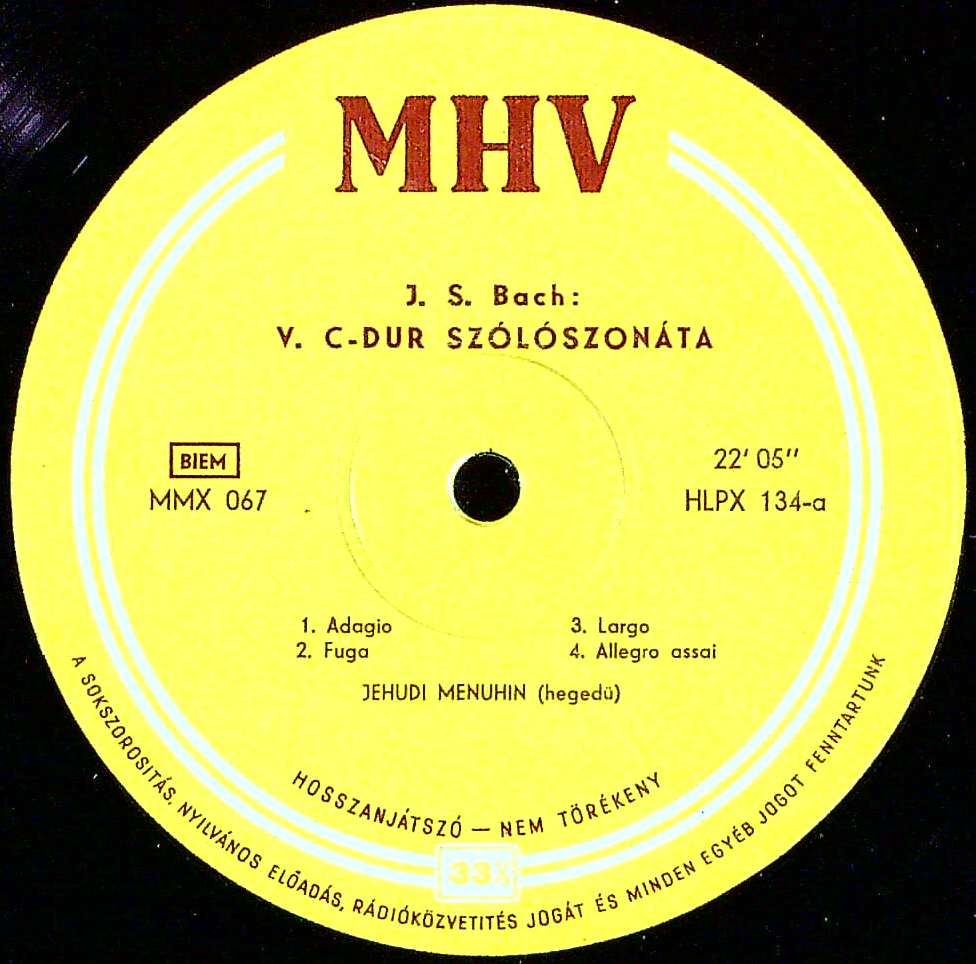 MHV
J. S. Bach:
V. C-DUR SZÓLÓSZONÁTA
BIEM
MMX 067
22' 05"
HLPX 134-a
1. Adagio
2. Fuga
3. Largo
4. Allegro assai
JEHUDI MENUHIN (hegedü)
HOSSZANJÁTSZÓ — NEM TÖRÉKENY
33⅓
A SOKSZOROSITÁS, NYILVÁNOS ELŐADÁS, RÁDIÓKÖZVETITÉS JOGÁT ÉS MINDEN EGYÉB JOGOT FENNTARTUNK